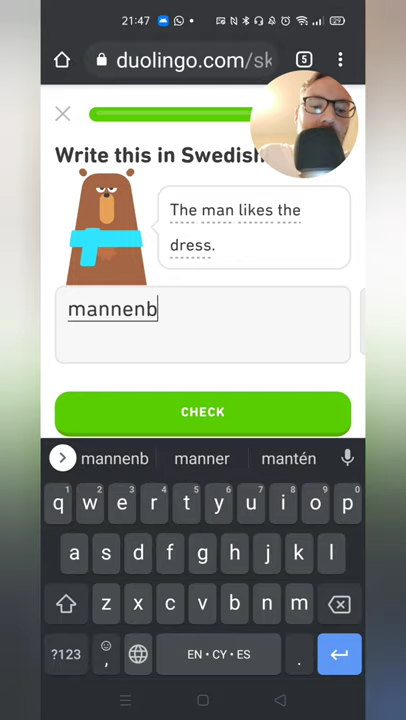 21:47
29
duolingo.com/sk
5
Write this in Swedish
The man likes the
dress.
mannenb
CHECK
mannenb manner mantén
1 2 3 4 5 6 7 8 9 0
q w e r t y u i o p
a s d f g h j k l
z x c v b n m
?123 , EN • CY • ES .